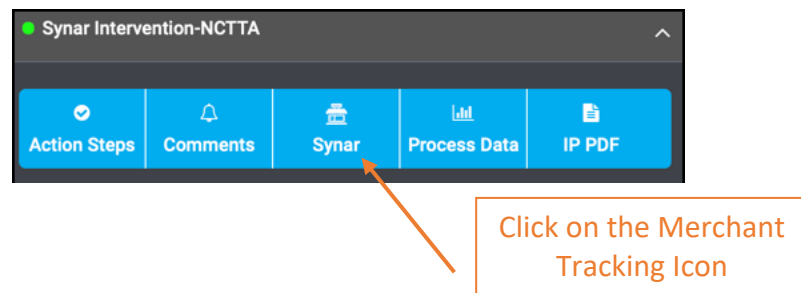 Synar Intervention-NCTTA
Action Steps
Comments
Synar
Process Data
IP PDF
Click on the Merchant
Tracking Icon